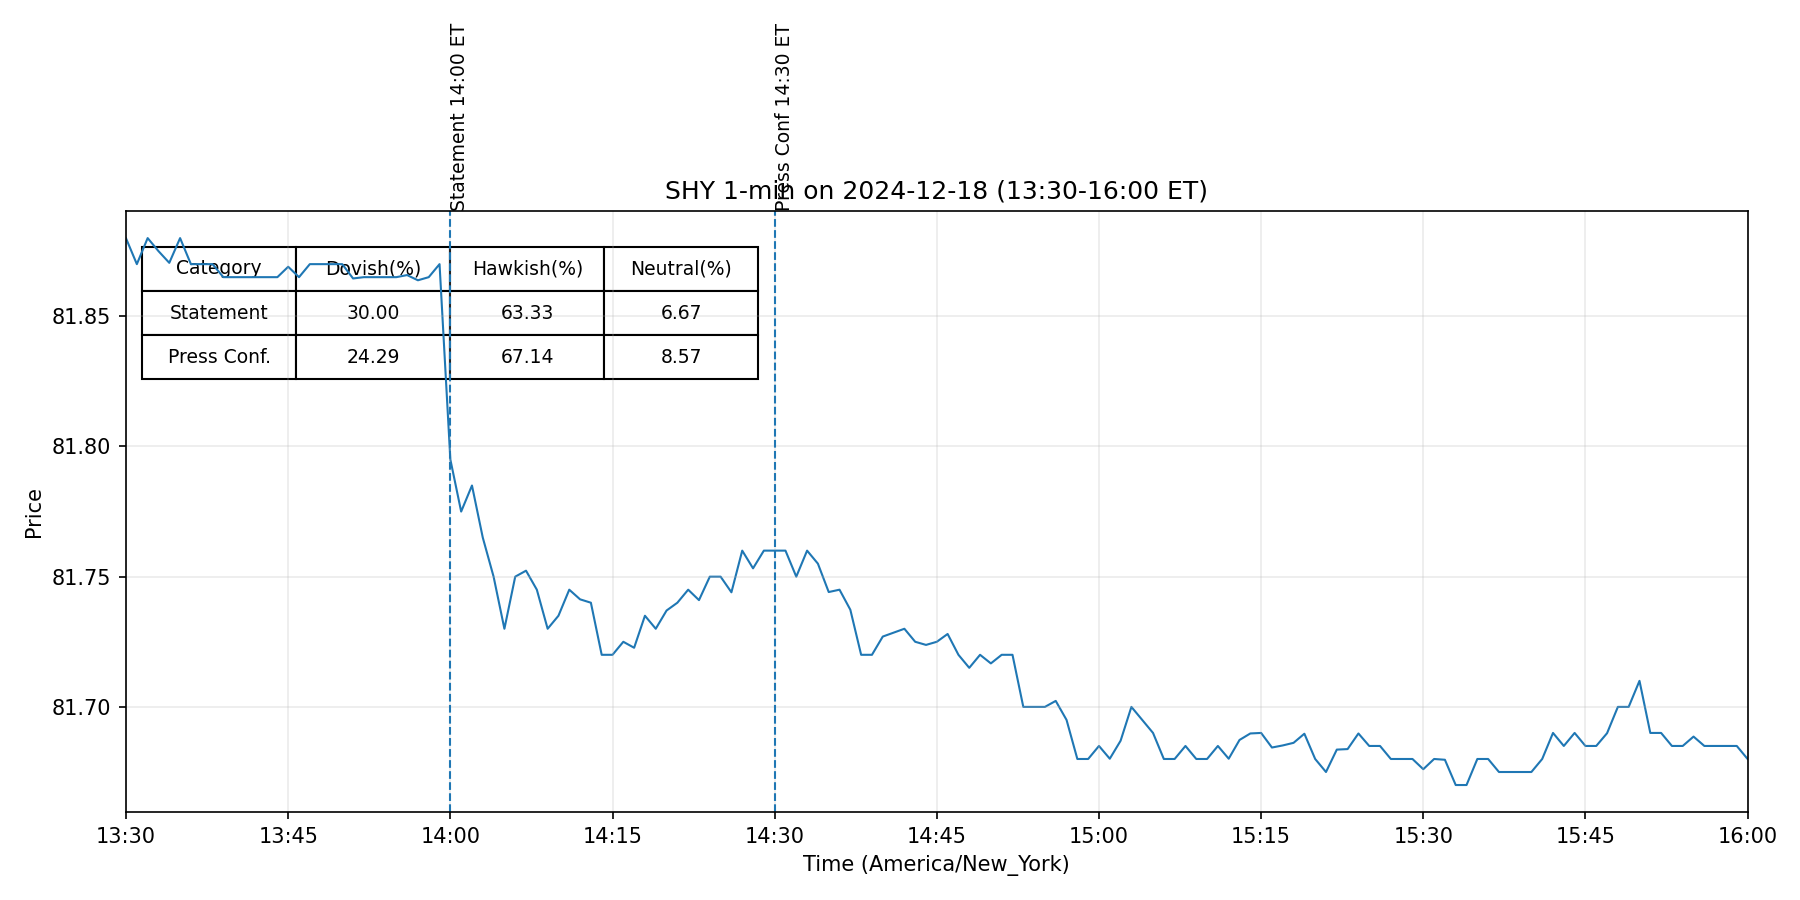 Statement 14:00 ET
Press Conf 14:30 ET
SHY 1-min on 2024-12-18 (13:30-16:00 ET)
Category Dovish(%) Hawkish(%) Neutral(%)
Statement 30.00 63.33 6.67
Press Conf. 24.29 67.14 8.57
81.85
81.80
81.75
81.70
Price
13:30 13:45 14:00 14:15 14:30 14:45 15:00 15:15 15:30 15:45 16:00
Time (America/New_York)